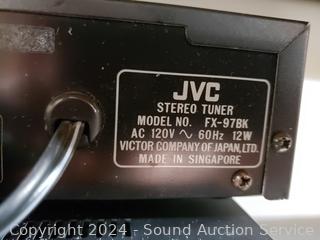 JVC
STEREO TUNER
MODEL NO. FX-97BK
AC 120V ~ 60Hz 12W
VICTOR COMPANY OF JAPAN, LTD.
MADE IN SINGAPORE
Copyright 2024 - Sound Auction Service